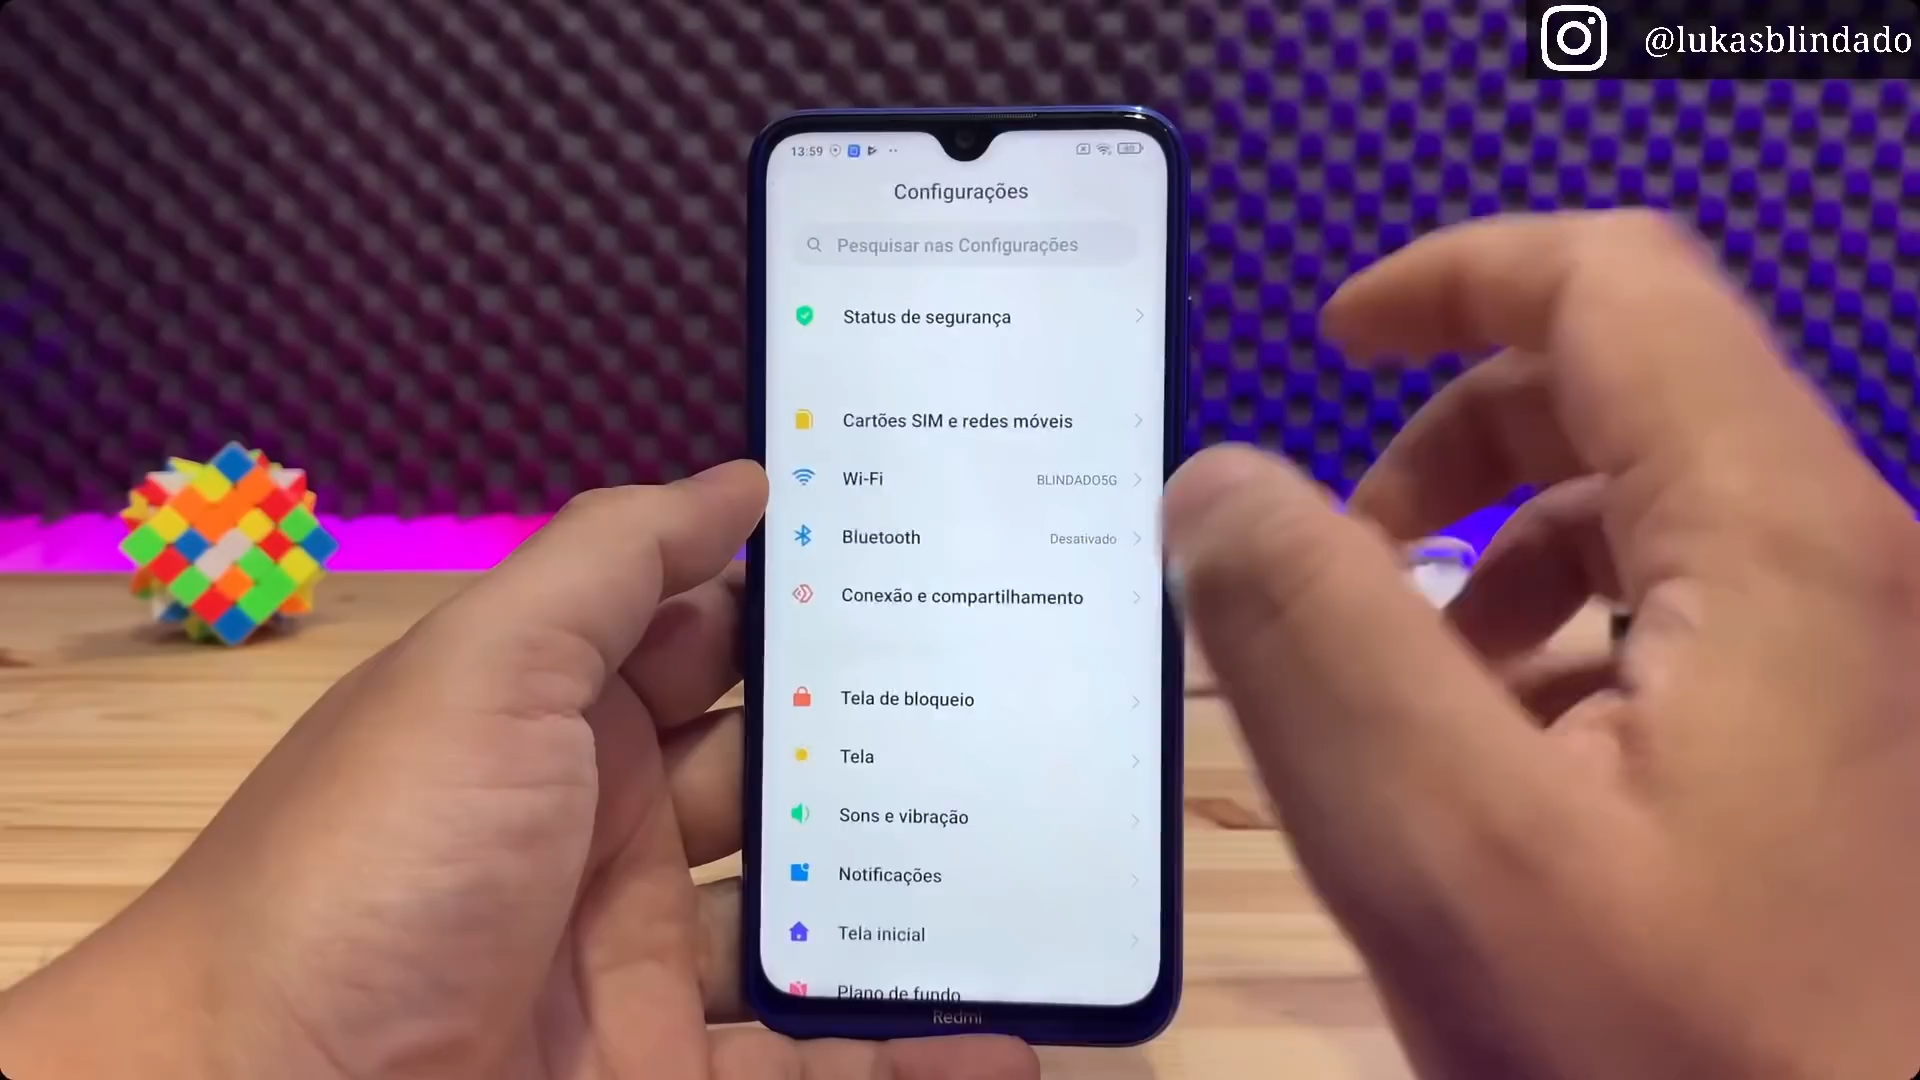 @lukasblindado
13:59
Configurações
Pesquisar nas Configurações
Status de segurança
Cartões SIM e redes móveis
Wi-Fi BLINDADO5G
Bluetooth Desativado
Conexão e compartilhamento
Tela de bloqueio
Tela
Sons e vibração
Notificações
Tela inicial
Plano de fundo
Redmi